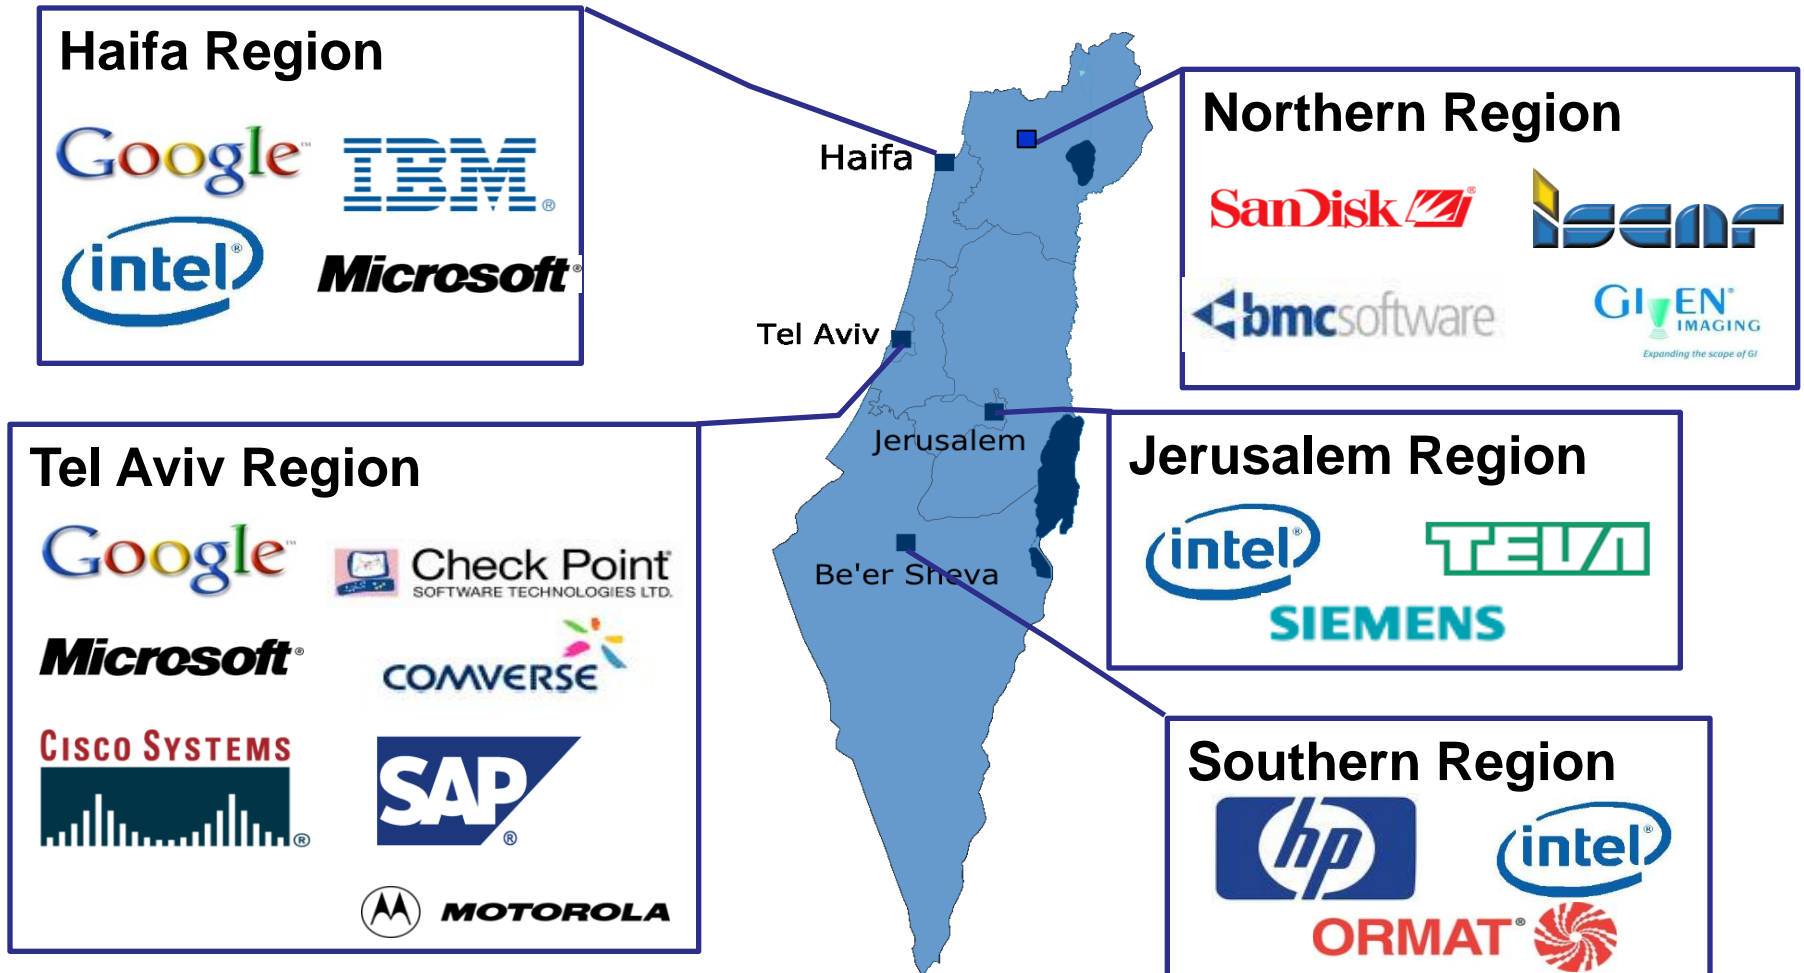 Haifa Region
Google™
IBM®
intel®
Microsoft®
Haifa
Northern Region
SanDisk®
iscar
bmcsoftware
GIVEN®
IMAGING
Expanding the scope of GI
Tel Aviv
Tel Aviv Region
Google™
Check Point®
SOFTWARE TECHNOLOGIES LTD.
Microsoft®
COMVERSE
CISCO SYSTEMS
®
SAP
®
MOTOROLA
Jerusalem
Jerusalem Region
intel®
TEVA
SIEMENS
Be'er Sheva
Southern Region
hp
intel®
ORMAT®